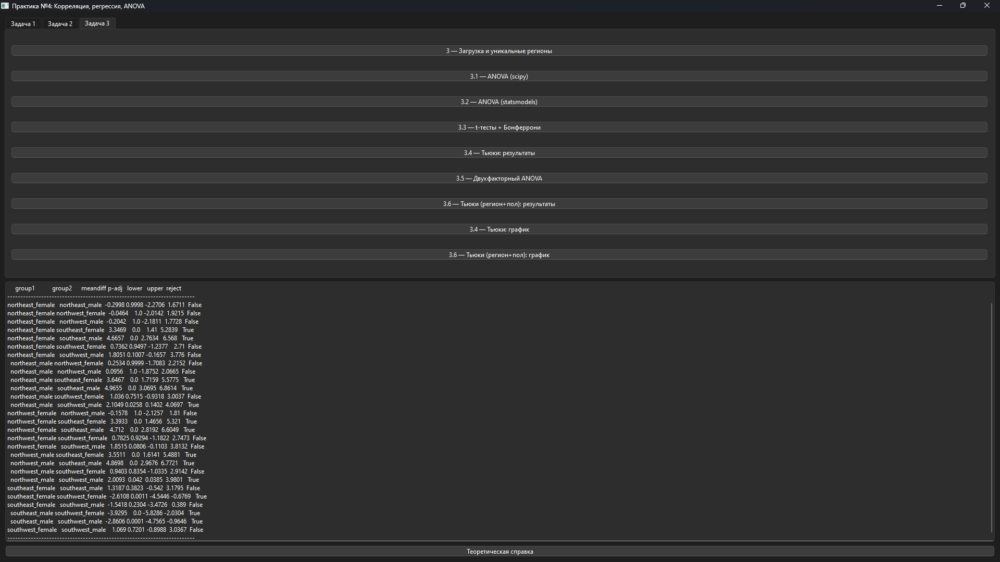 Практика №4: Корреляция, регрессия, ANOVA
Задача 1 Задача 2 Задача 3
3 — Загрузка и уникальные регионы
3.1 — ANOVA (scipy)
3.2 — ANOVA (statsmodels)
3.3 — t-тесты + Бонферрони
3.4 — Тьюки: результаты
3.5 — Двухфакторный ANOVA
3.6 — Тьюки (регион+пол): результаты
3.4 — Тьюки: график
3.6 — Тьюки (регион+пол): график
group1 group2 meandiff p-adj lower upper reject
------------------------------------------------------------------------
northeast_female northeast_male -0.2998 0.9998 -2.2706 1.6711 False
northeast_female northwest_female -0.0464 1.0 -2.0142 1.9215 False
northeast_female northwest_male -0.2042 1.0 -2.1811 1.7728 False
northeast_female southeast_female 3.3469 0.0 1.41 5.2839 True
northeast_female southeast_male 4.6657 0.0 2.7634 6.568 True
northeast_female southwest_female 0.7362 0.9497 -1.2377 2.71 False
northeast_female southwest_male 1.8051 0.1007 -0.1657 3.776 False
northeast_male northwest_female 0.2534 0.9999 -1.7083 2.2152 False
northeast_male northwest_male 0.0956 1.0 -1.8752 2.0665 False
northeast_male southeast_female 3.6467 0.0 1.7159 5.5775 True
northeast_male southeast_male 4.9655 0.0 3.0695 6.8614 True
northeast_male southwest_female 1.036 0.7515 -0.9318 3.0037 False
northeast_male southwest_male 2.1049 0.0258 0.1402 4.0697 True
northwest_female northwest_male -0.1578 1.0 -2.1257 1.81 False
northwest_female southeast_female 3.3933 0.0 1.4656 5.321 True
northwest_female southeast_male 4.712 0.0 2.8192 6.6049 True
northwest_female southwest_female 0.7825 0.9294 -1.1822 2.7473 False
northwest_female southwest_male 1.8515 0.0806 -0.1103 3.8132 False
northwest_male southeast_female 3.5511 0.0 1.6141 5.4881 True
northwest_male southeast_male 4.8698 0.0 2.9676 6.7721 True
northwest_male southwest_female 0.9403 0.8354 -1.0335 2.9142 False
northwest_male southwest_male 2.0093 0.042 0.0385 3.9801 True
southeast_female southeast_male 1.3187 0.3823 -0.542 3.1795 False
southeast_female southwest_female -2.6108 0.0011 -4.5446 -0.6769 True
southeast_female southwest_male -1.5418 0.2304 -3.4726 0.389 False
southeast_male southwest_female -3.9295 0.0 -5.8286 -2.0304 True
southeast_male southwest_male -2.8606 0.0001 -4.7565 -0.9646 True
southwest_female southwest_male 1.069 0.7201 -0.8988 3.0367 False
------------------------------------------------------------------------
Теоретическая справка